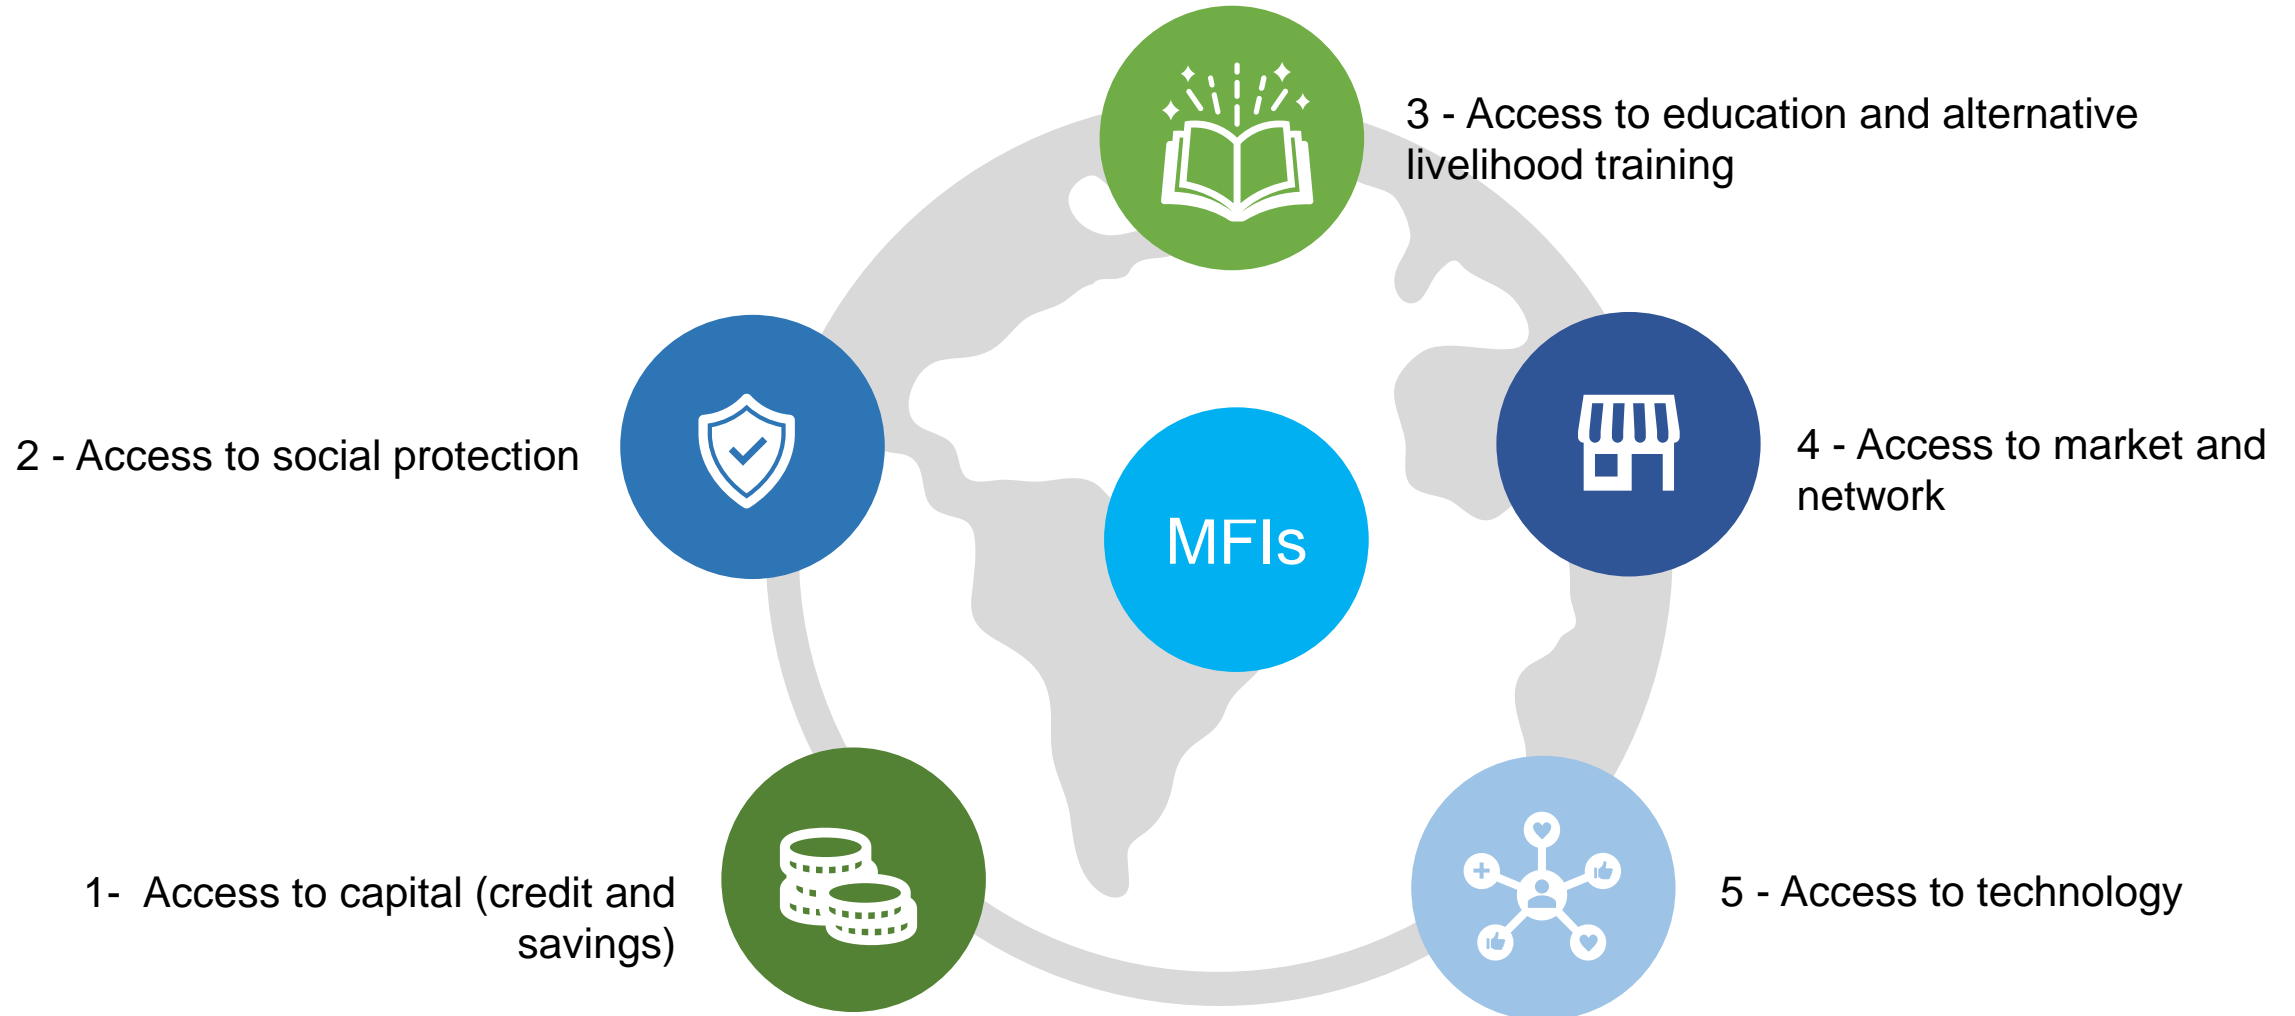 3 - Access to education and alternative
livelihood training
2 - Access to social protection
MFIs
4 - Access to market and
network
1-  Access to capital (credit and
savings)
5 - Access to technology